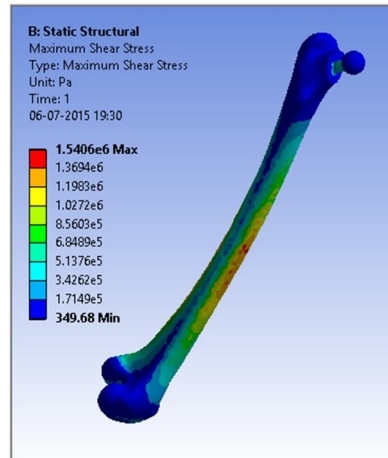 B: Static Structural
Maximum Shear Stress
Type: Maximum Shear Stress
Unit: Pa
Time: 1
06-07-2015 19:30
1.5406e6 Max
1.3694e6
1.1983e6
1.0272e6
8.5603e5
6.8489e5
5.1376e5
3.4262e5
1.7149e5
349.68 Min